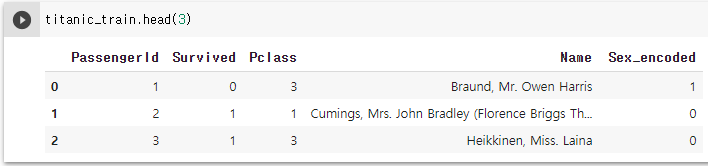 titanic_train.head(3)
PassengerId Survived Pclass Name Sex_encoded
0 1 0 3 Braund, Mr. Owen Harris 1
1 2 1 1 Cumings, Mrs. John Bradley (Florence Briggs Th... 0
2 3 1 3 Heikkinen, Miss. Laina 0